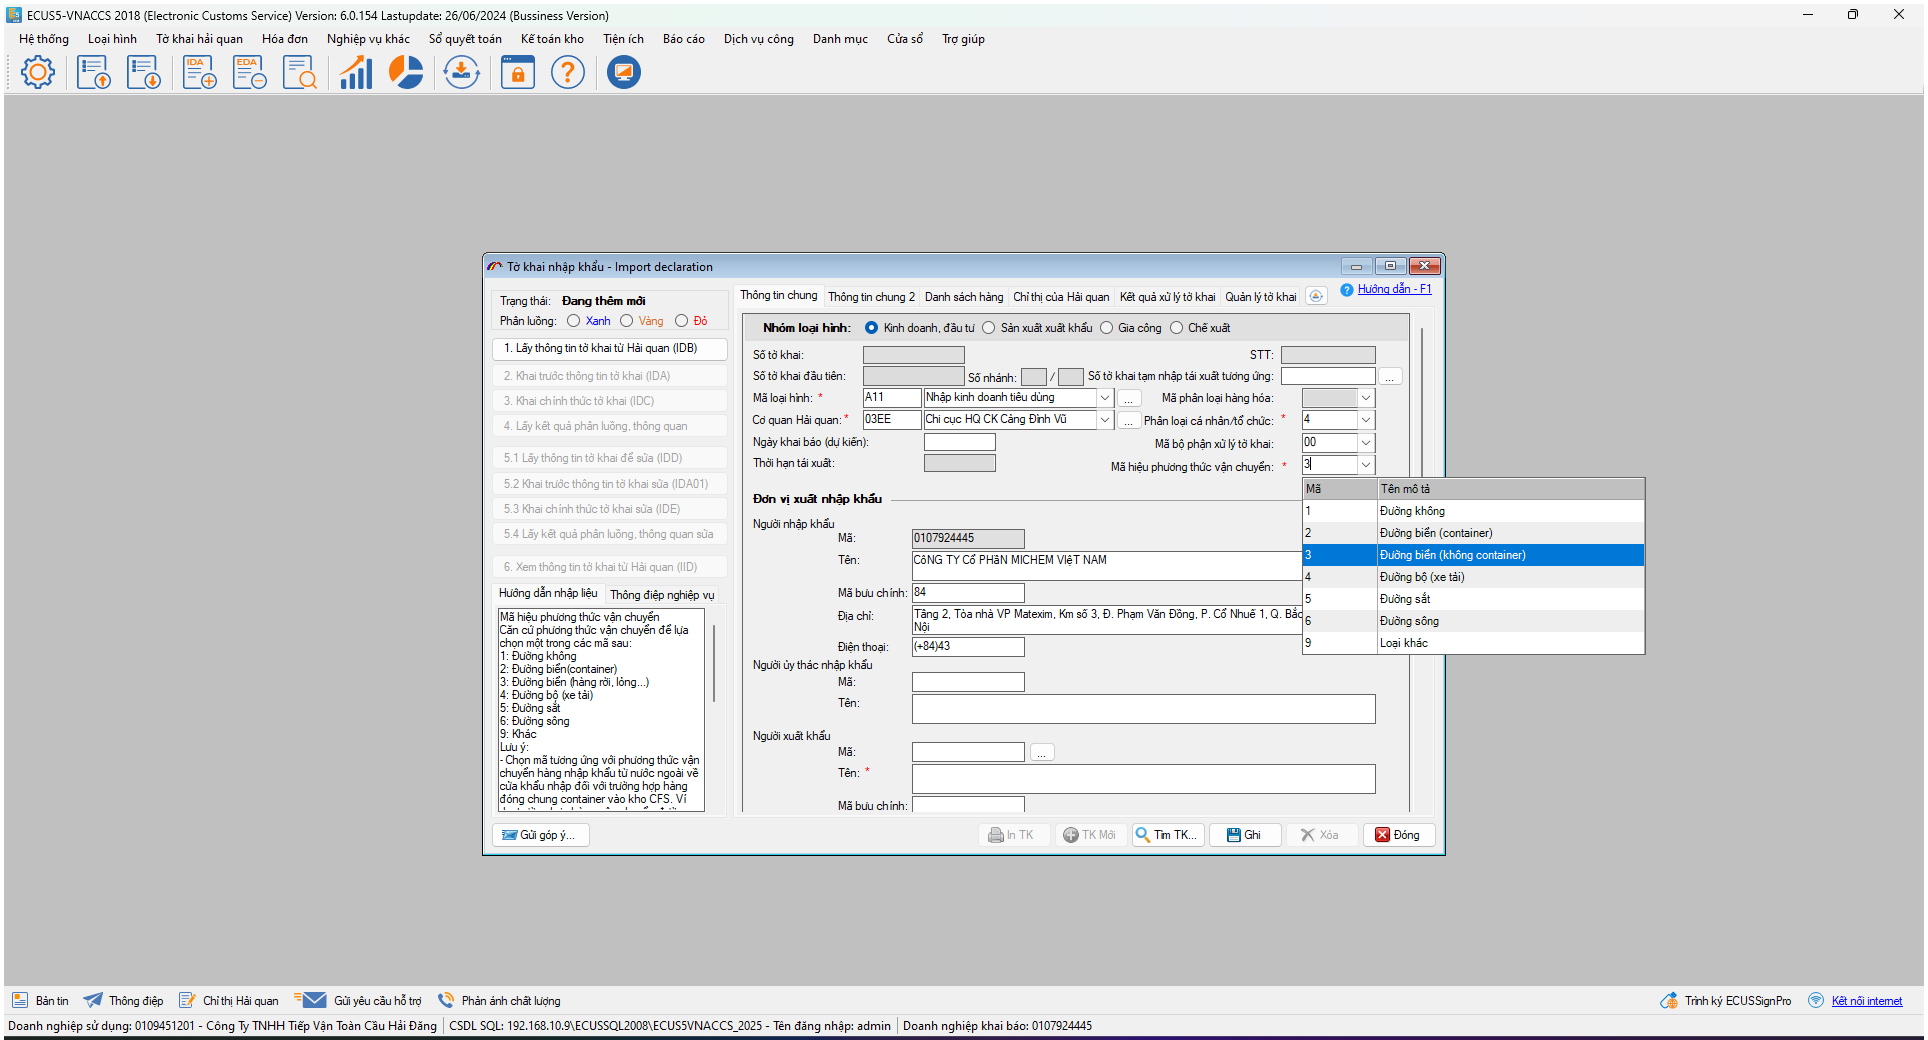 ECUS5-VNACCS 2018 (Electronic Customs Service) Version: 6.0.154 Lastupdate: 26/06/2024 (Bussiness Version)
Hệ thống Loại hình Tờ khai hải quan Hóa đơn Nghiệp vụ khác Sổ quyết toán Kế toán kho Tiện ích Báo cáo Dịch vụ công Danh mục Cửa sổ Trợ giúp
IDA EDA
Tờ khai nhập khẩu - Import declaration
Trạng thái: Đang thêm mới
Phân luồng: Xanh Vàng Đỏ
1. Lấy thông tin tờ khai từ Hải quan (IDB)
2. Khai trước thông tin tờ khai (IDA)
3. Khai chính thức tờ khai (IDC)
4. Lấy kết quả phân luồng, thông quan
5.1 Lấy thông tin tờ khai để sửa (IDD)
5.2 Khai trước thông tin tờ khai sửa (IDA01)
5.3 Khai chính thức tờ khai sửa (IDE)
5.4 Lấy kết quả phân luồng, thông quan sửa
6. Xem thông tin tờ khai từ Hải quan (IID)
Hướng dẫn nhập liệu Thông điệp nghiệp vụ
Mã hiệu phương thức vận chuyển
Căn cứ phương thức vận chuyển để lựa
chọn một trong các mã sau:
1: Đường không
2: Đường biển(container)
3: Đường biển (hàng rời, lỏng...)
4: Đường bộ (xe tải)
5: Đường sắt
6: Đường sông
9: Khác
Lưu ý:
- Chọn mã tương ứng với phương thức vận
chuyển hàng nhập khẩu từ nước ngoài về
cửa khẩu nhập đối với trường hợp hàng
đóng chung container vào kho CFS. Ví
Thông tin chung Thông tin chung 2 Danh sách hàng Chỉ thị của Hải quan Kết quả xử lý tờ khai Quản lý tờ khai Hướng dẫn - F1
Nhóm loại hình: Kinh doanh, đầu tư Sản xuất xuất khẩu Gia công Chế xuất
Số tờ khai: STT:
Số tờ khai đầu tiên: Số nhánh: / Số tờ khai tạm nhập tái xuất tương ứng: ...
Mã loại hình: * A11 Nhập kinh doanh tiêu dùng ... Mã phân loại hàng hóa:
Cơ quan Hải quan: * 03EE Chi cục HQ CK Cảng Đình Vũ ... Phân loại cá nhân/tổ chức: * 4
Ngày khai báo (dự kiến): Mã bộ phận xử lý tờ khai: 00
Thời hạn tái xuất: Mã hiệu phương thức vận chuyển: * 3
Mã Tên mô tả
1 Đường không
2 Đường biển (container)
3 Đường biển (không container)
4 Đường bộ (xe tải)
5 Đường sắt
6 Đường sông
9 Loại khác
Đơn vị xuất nhập khẩu
Người nhập khẩu
Mã: 0107924445
Tên: CôNG TY Cổ PHầN MICHEM VIệT NAM
Mã bưu chính: 84
Địa chỉ: Tầng 2, Tòa nhà VP Matexim, Km số 3, Đ. Phạm Văn Đồng, P. Cổ Nhuế 1, Q. Bắc
Nội
Điện thoại: (+84)43
Người ủy thác nhập khẩu
Mã:
Tên:
Người xuất khẩu
Mã: ...
Tên: *
Mã bưu chính:
Gửi góp ý... In TK TK Mới Tìm TK... Ghi Xóa Đóng
Bản tin Thông điệp Chỉ thị Hải quan Gửi yêu cầu hỗ trợ Phản ánh chất lượng Trình ký ECUSSignPro Kết nối internet
Doanh nghiệp sử dụng: 0109451201 - Công Ty TNHH Tiếp Vận Toàn Cầu Hải Đăng CSDL SQL: 192.168.10.9\ECUSSQL2008\ECUS5VNACCS_2025 - Tên đăng nhập: admin Doanh nghiệp khai báo: 0107924445